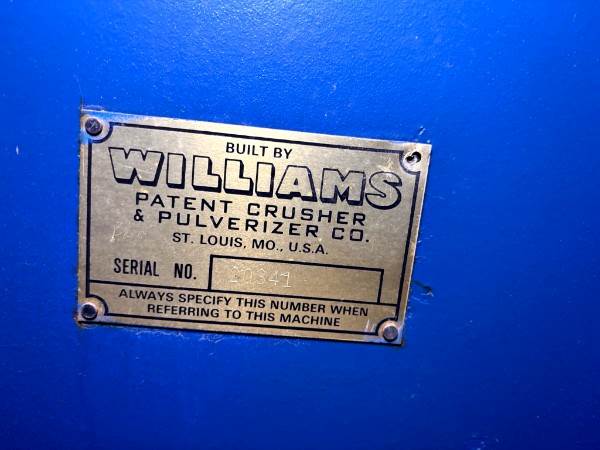 BUILT BY
WILLIAMS
PATENT CRUSHER
& PULVERIZER CO.
ST. LOUIS, MO., U.S.A.
SERIAL NO.
ALWAYS SPECIFY THIS NUMBER WHEN
REFERRING TO THIS MACHINE